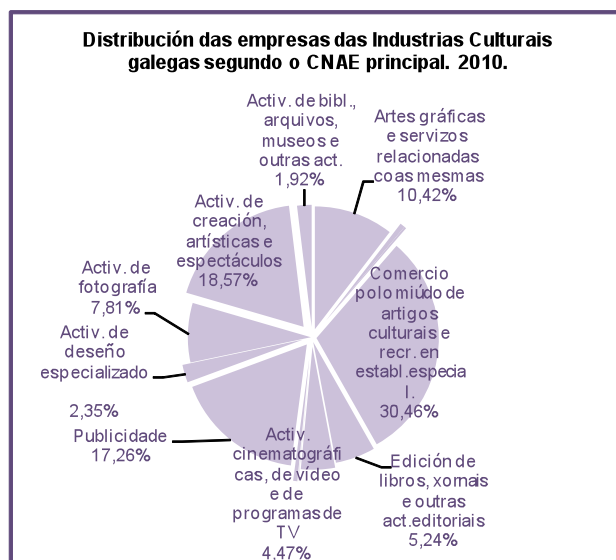 Distribución das empresas das Industrias Culturais
galegas segundo o CNAE principal. 2010.
Activ. de bibl.,
arquivos,
museos e
outras act.
1,92%
Artes gráficas
e servizos
relacionadas
coas mesmas
10,42%
Comercio
polo miúdo de
artigos
culturais e
recr. en
establ.especia
l.
30,46%
Edición de
libros, xornais
e outras
act.editoriais
5,24%
Activ.
cinematográfi
cas, de vídeo
e de
programas de
TV
4,47%
Publicidade
17,26%
Activ. de
deseño
especializado
2,35%
Activ. de
fotografía
7,81%
Activ. de
creación,
artísticas e
espectáculos
18,57%